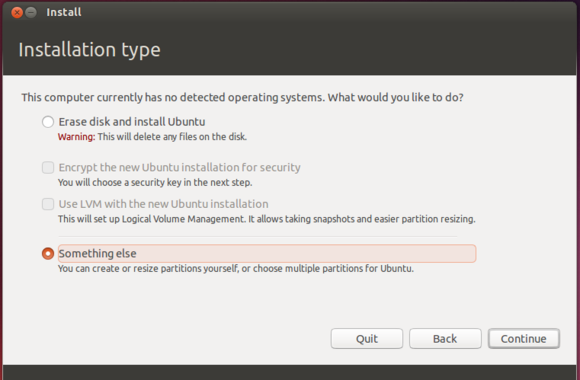 Install
Installation type
This computer currently has no detected operating systems. What would you like to do?
Erase disk and install Ubuntu
Warning: This will delete any files on the disk.
Encrypt the new Ubuntu installation for security
You will choose a security key in the next step.
Use LVM with the new Ubuntu installation
This will set up Logical Volume Management. It allows taking snapshots and easier partition resizing.
Something else
You can create or resize partitions yourself, or choose multiple partitions for Ubuntu.
Quit Back Continue